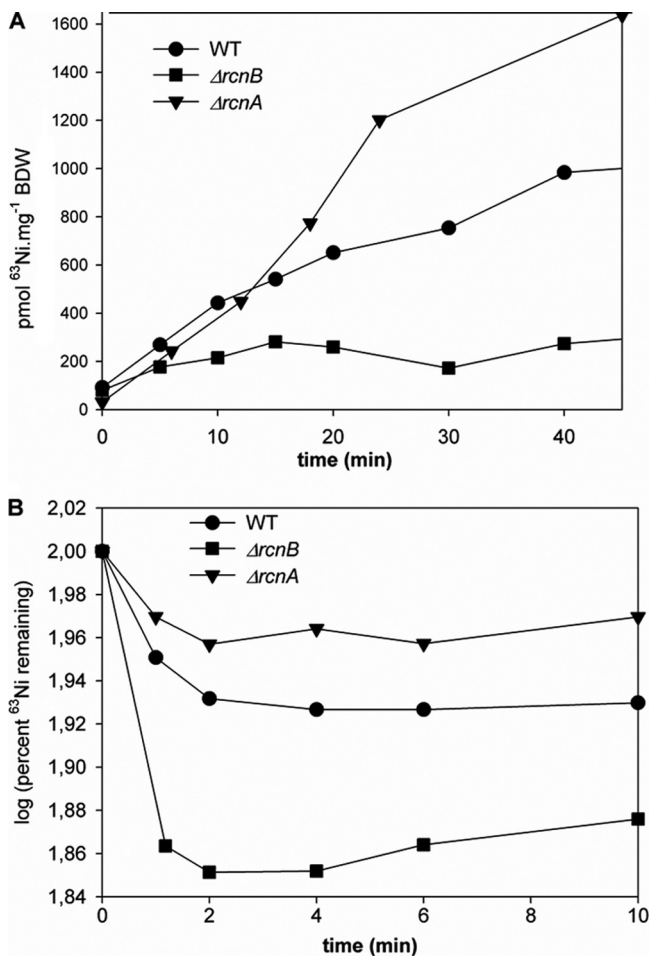 A
WT
ΔrcnB
ΔrcnA
1600
1400
1200
1000
800
600
400
200
0
pmol ⁶³Ni.mg⁻¹ BDW
0 10 20 30 40
time (min)
B
WT
ΔrcnB
ΔrcnA
2,02
2,00
1,98
1,96
1,94
1,92
1,90
1,88
1,86
1,84
log (percent ⁶³Ni remaining)
0 2 4 6 8 10
time (min)